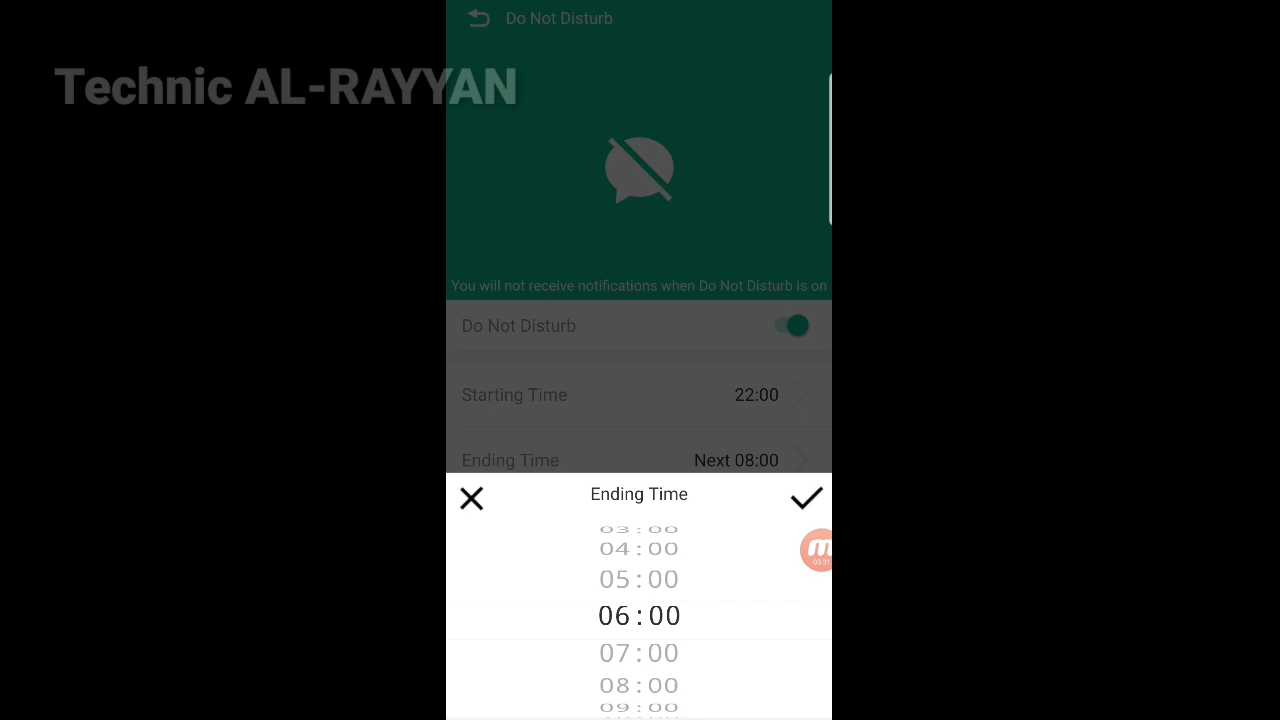 Do Not Disturb
Technic AL-RAYYAN
You will not receive notifications when Do Not Disturb is on
Do Not Disturb
Starting Time 22:00
Ending Time Next 08:00
Ending Time
03:00
04:00
05:00
06:00
07:00
08:00
09:00
m
03:31